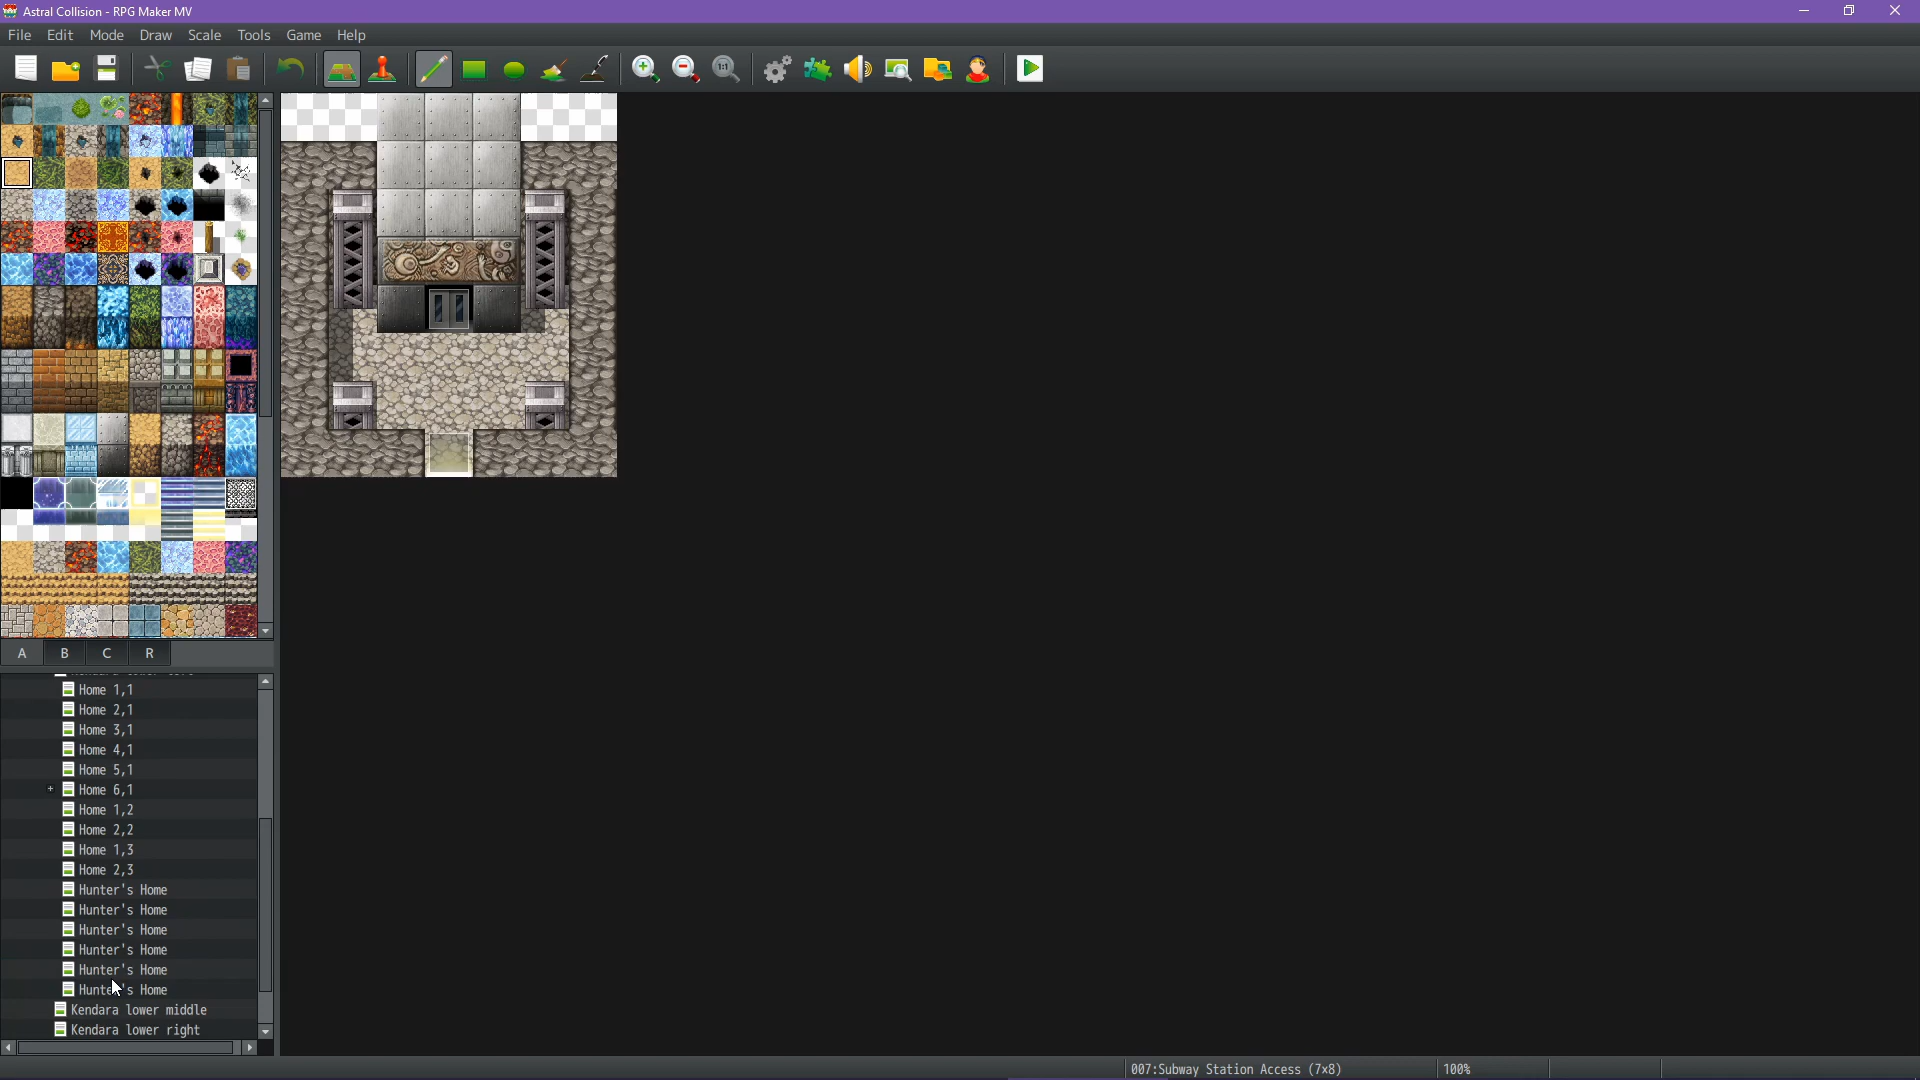 Astral Collision - RPG Maker MV
File Edit Mode Draw Scale Tools Game Help
1:1
A B C R
Home 1,1
Home 2,1
Home 3,1
Home 4,1
Home 5,1
Home 6,1
Home 1,2
Home 2,2
Home 1,3
Home 2,3
Hunter's Home
Hunter's Home
Hunter's Home
Hunter's Home
Hunter's Home
Hunter's Home
Kendara lower middle
Kendara lower right
007:Subway Station Access (7x8) 100%